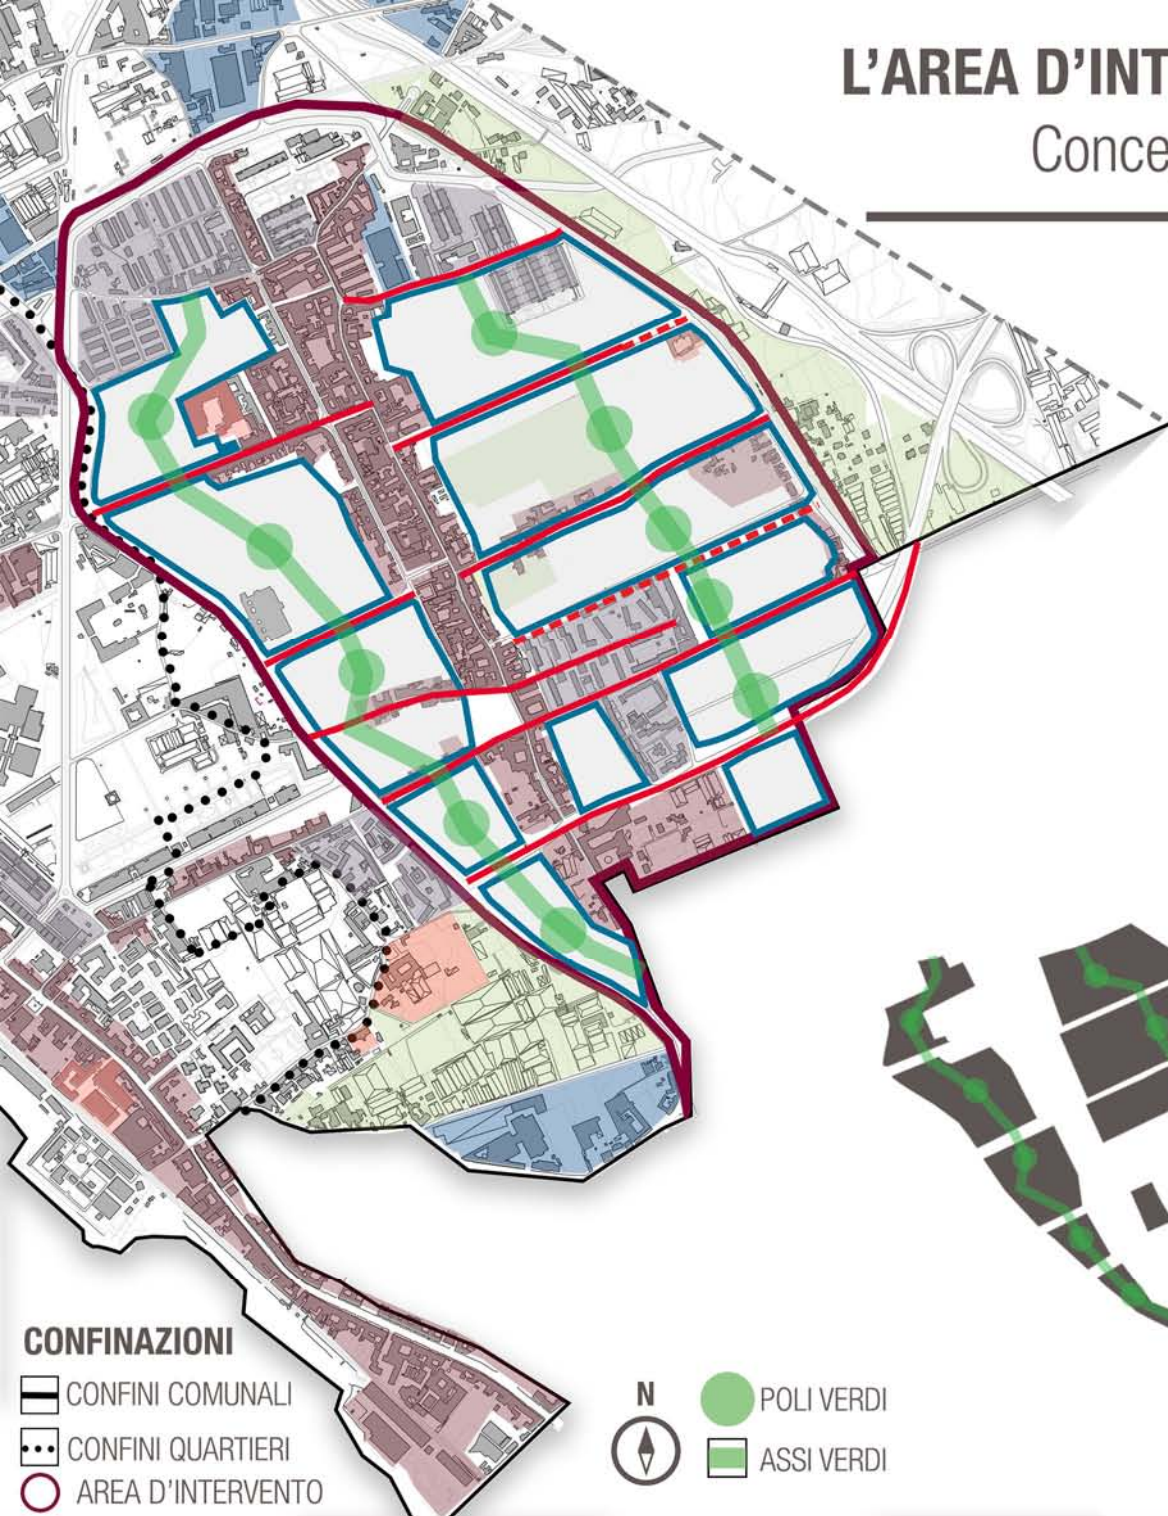 L'AREA D'INT
Conce
CONFINAZIONI
CONFINI COMUNALI
CONFINI QUARTIERI
AREA D'INTERVENTO
N
POLI VERDI
ASSI VERDI